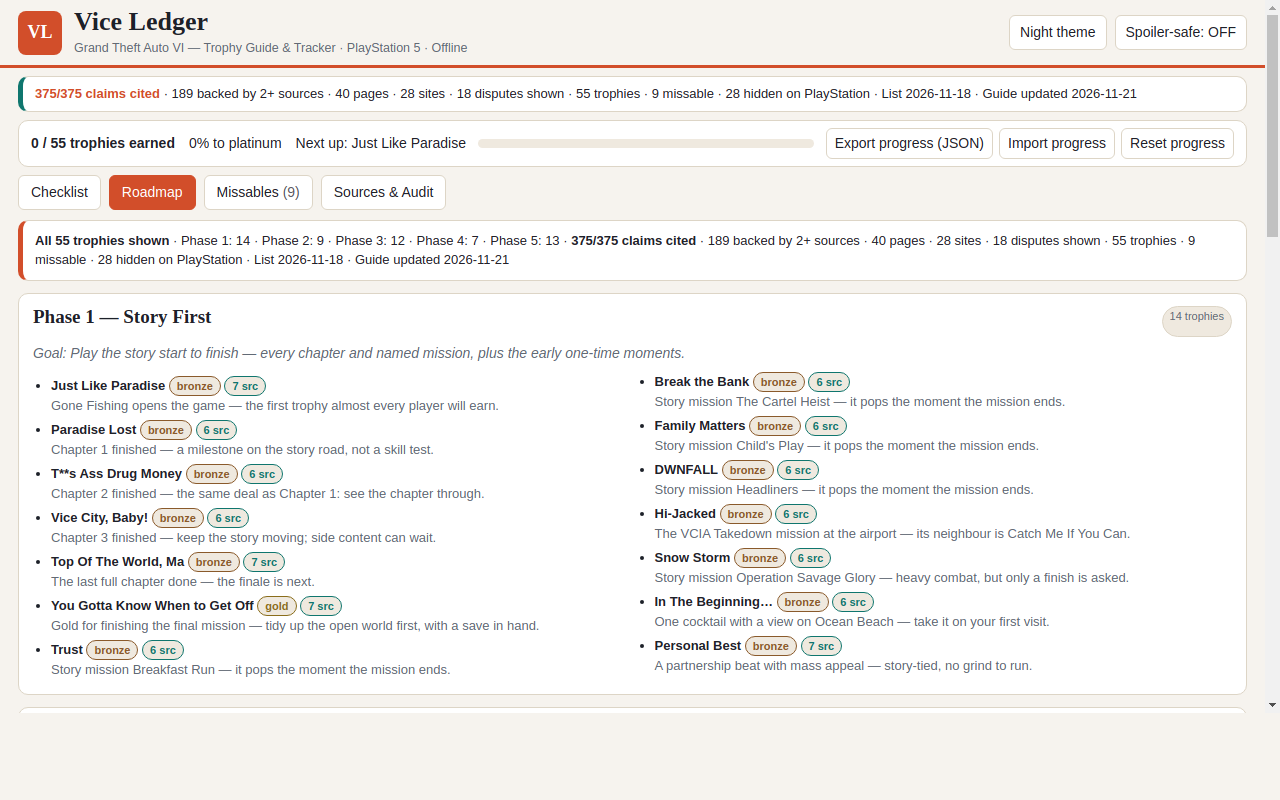 VL
Vice Ledger
Grand Theft Auto VI — Trophy Guide & Tracker · PlayStation 5 · Offline
Night theme
Spoiler-safe: OFF
375/375 claims cited · 189 backed by 2+ sources · 40 pages · 28 sites · 18 disputes shown · 55 trophies · 9 missable · 28 hidden on PlayStation · List 2026-11-18 · Guide updated 2026-11-21
0 / 55 trophies earned 0% to platinum Next up: Just Like Paradise
Export progress (JSON)
Import progress
Reset progress
Checklist
Roadmap
Missables (9)
Sources & Audit
All 55 trophies shown · Phase 1: 14 · Phase 2: 9 · Phase 3: 12 · Phase 4: 7 · Phase 5: 13 · 375/375 claims cited · 189 backed by 2+ sources · 40 pages · 28 sites · 18 disputes shown · 55 trophies · 9
missable · 28 hidden on PlayStation · List 2026-11-18 · Guide updated 2026-11-21
Phase 1 — Story First
14 trophies
Goal: Play the story start to finish — every chapter and named mission, plus the early one-time moments.
• Just Like Paradise bronze 7 src
Gone Fishing opens the game — the first trophy almost every player will earn.
• Paradise Lost bronze 6 src
Chapter 1 finished — a milestone on the story road, not a skill test.
• T**s Ass Drug Money bronze 6 src
Chapter 2 finished — the same deal as Chapter 1: see the chapter through.
• Vice City, Baby! bronze 6 src
Chapter 3 finished — keep the story moving; side content can wait.
• Top Of The World, Ma bronze 7 src
The last full chapter done — the finale is next.
• You Gotta Know When to Get Off gold 7 src
Gold for finishing the final mission — tidy up the open world first, with a save in hand.
• Trust bronze 6 src
Story mission Breakfast Run — it pops the moment the mission ends.
• Break the Bank bronze 6 src
Story mission The Cartel Heist — it pops the moment the mission ends.
• Family Matters bronze 6 src
Story mission Child's Play — it pops the moment the mission ends.
• DWNFALL bronze 6 src
Story mission Headliners — it pops the moment the mission ends.
• Hi-Jacked bronze 6 src
The VCIA Takedown mission at the airport — its neighbour is Catch Me If You Can.
• Snow Storm bronze 6 src
Story mission Operation Savage Glory — heavy combat, but only a finish is asked.
• In The Beginning… bronze 6 src
One cocktail with a view on Ocean Beach — take it on your first visit.
• Personal Best bronze 7 src
A partnership beat with mass appeal — story-tied, no grind to run.